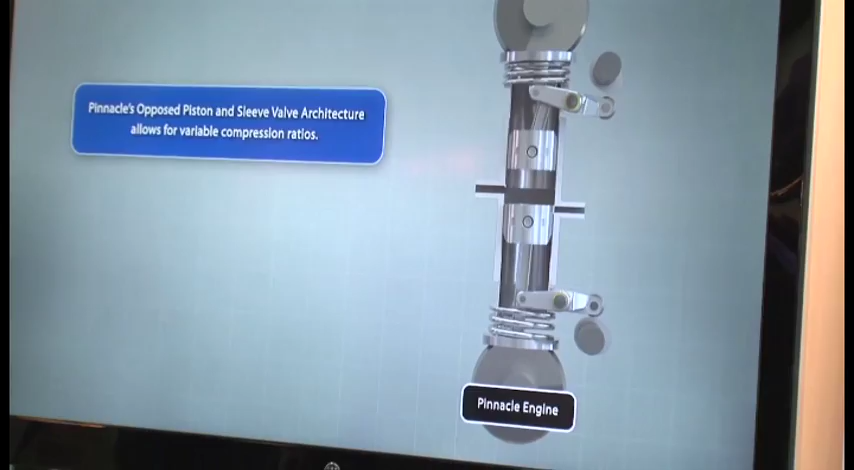 Pinnacle's Opposed Piston and Sleeve Valve Architecture
allows for variable compression ratios.
Pinnacle Engine